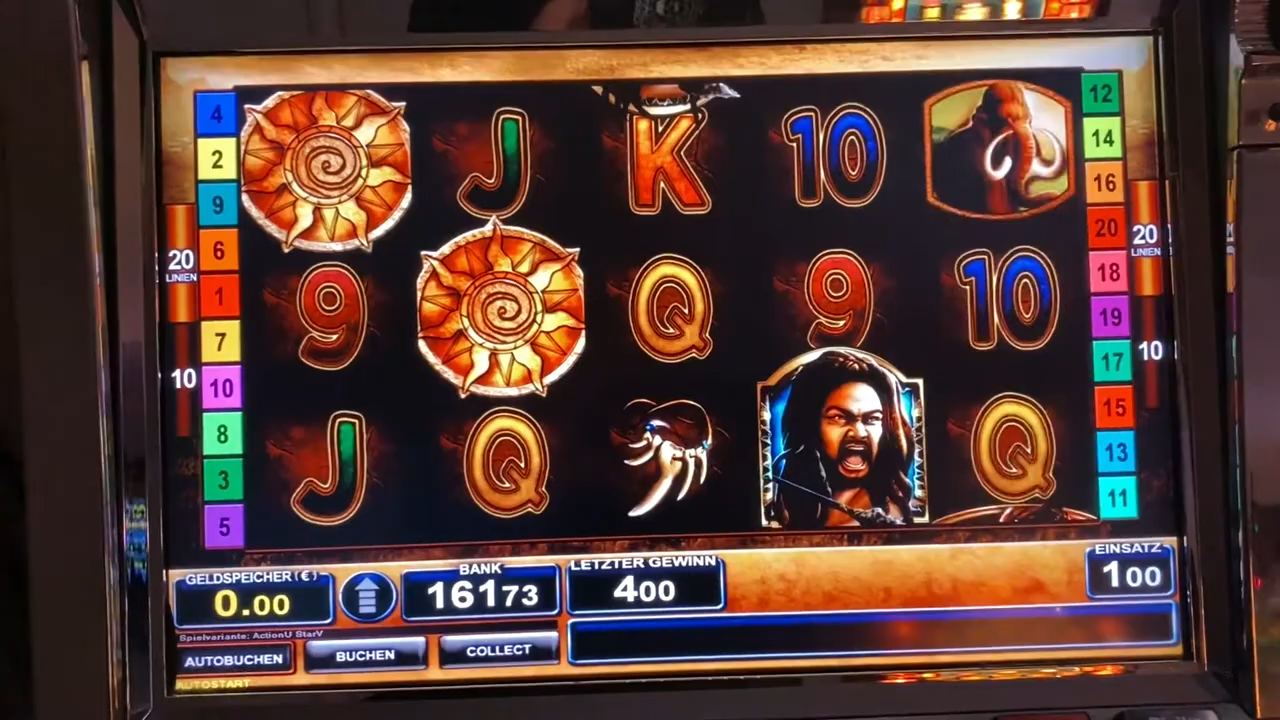 4 J K 10 12
2 14
9 16
20 LINIEN 6 9 Q 9 10 20 20 LINIEN
1 18
7 19
10 10 17 10
8 J Q Q 15
3 13
5 11
GELDSPEICHER(€) BANK LETZTER GEWINN EINSATZ
0.00 16173 400 100
Spielvariante: ActionU StarV
AUTOBUCHEN BUCHEN COLLECT
AUTOSTART